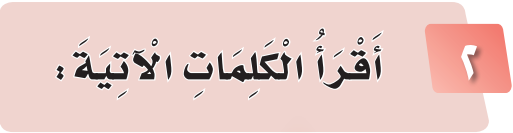 ٢ أَقْرَأُ الْكَلِمَاتِ الْآتِيَةَ :